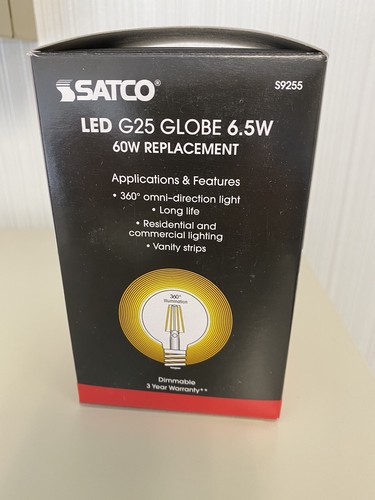 SATCO®
S9255
LED G25 GLOBE 6.5W
60W REPLACEMENT
Applications & Features
• 360° omni-direction light
• Long life
• Residential and
commercial lighting
• Vanity strips
360°
Illumination
Dimmable
3 Year Warranty**